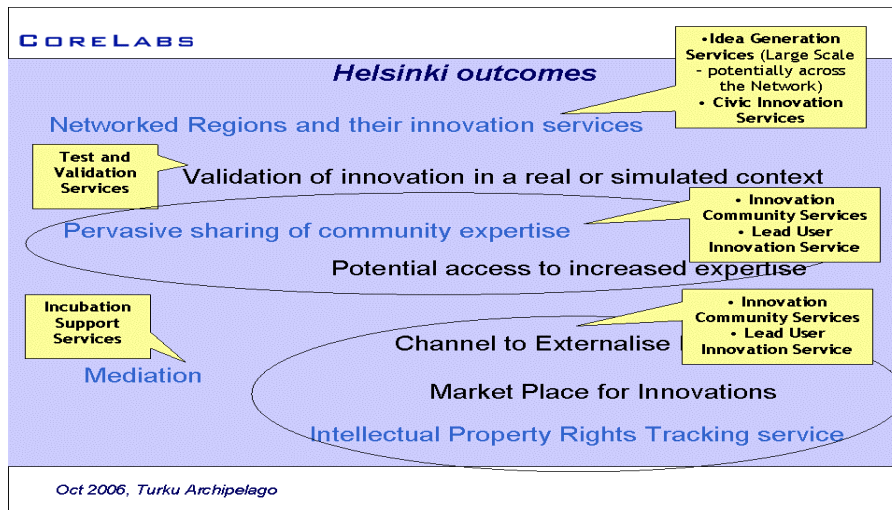 CORELABS
Helsinki outcomes
•Idea Generation
Services (Large Scale
- potentially across
the Network)
• Civic Innovation
Services
Networked Regions and their innovation services
Test and
Validation
Services
Validation of innovation in a real or simulated context
Pervasive sharing of community expertise
• Innovation
Community Services
• Lead User
Innovation Service
Potential access to increased expertise
Incubation
Support
Services
• Innovation
Community Services
• Lead User
Innovation Service
Channel to Externalise
Mediation
Market Place for Innovations
Intellectual Property Rights Tracking service
Oct 2006, Turku Archipelago